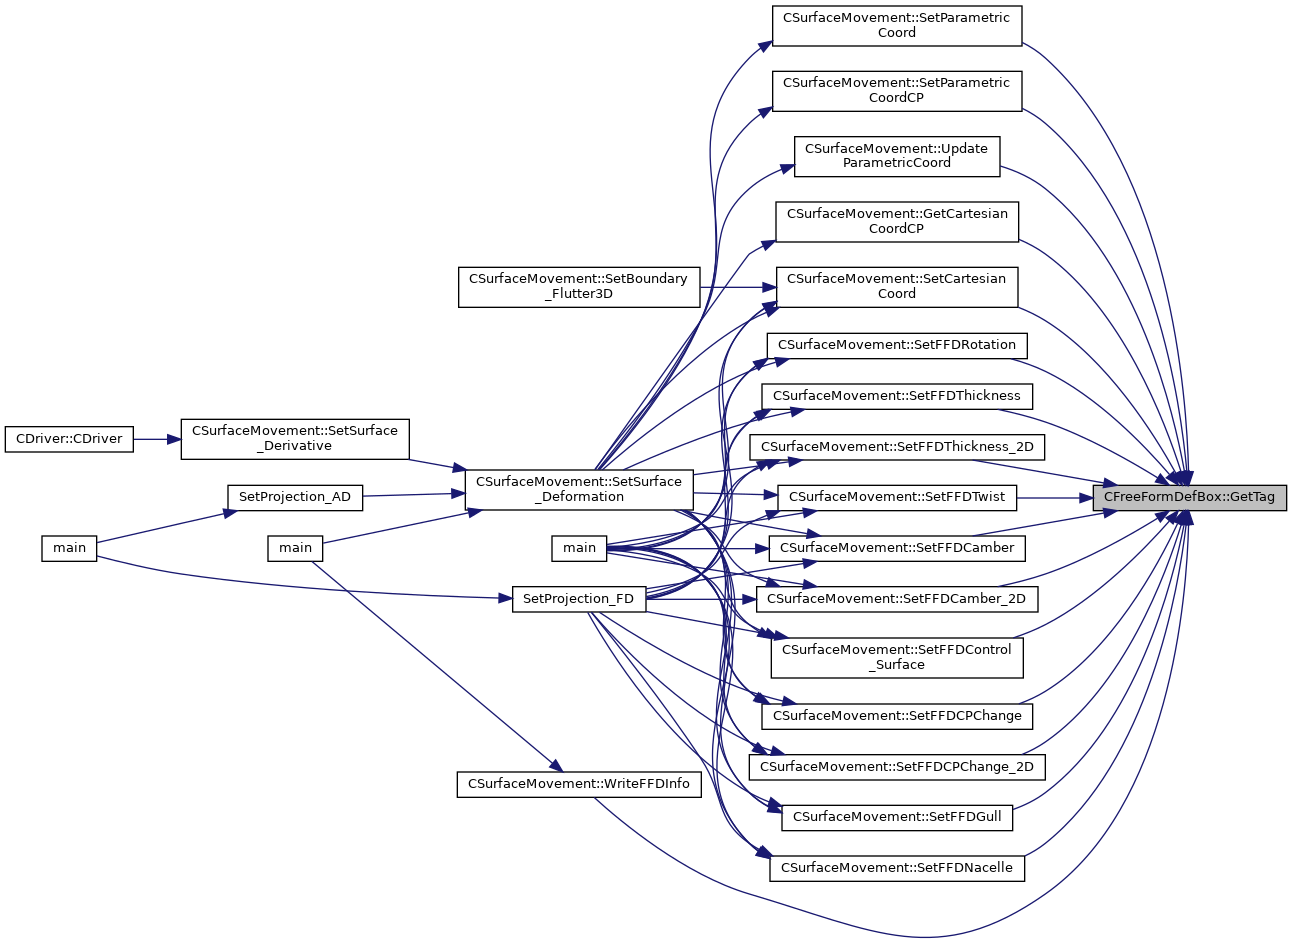 CSurfaceMovement::SetParametric
Coord
CSurfaceMovement::SetParametric
CoordCP
CSurfaceMovement::Update
ParametricCoord
CSurfaceMovement::GetCartesian
CoordCP
CSurfaceMovement::SetBoundary
_Flutter3D
CSurfaceMovement::SetCartesian
Coord
CSurfaceMovement::SetFFDRotation
CSurfaceMovement::SetFFDThickness
CDriver::CDriver
CSurfaceMovement::SetSurface
_Derivative
CSurfaceMovement::SetFFDThickness_2D
CSurfaceMovement::SetSurface
_Deformation
SetProjection_AD
CSurfaceMovement::SetFFDTwist
CFreeFormDefBox::GetTag
main
main
main
CSurfaceMovement::SetFFDCamber
SetProjection_FD
CSurfaceMovement::SetFFDCamber_2D
CSurfaceMovement::SetFFDControl
_Surface
CSurfaceMovement::SetFFDCPChange
CSurfaceMovement::SetFFDCPChange_2D
CSurfaceMovement::WriteFFDInfo
CSurfaceMovement::SetFFDGull
CSurfaceMovement::SetFFDNacelle